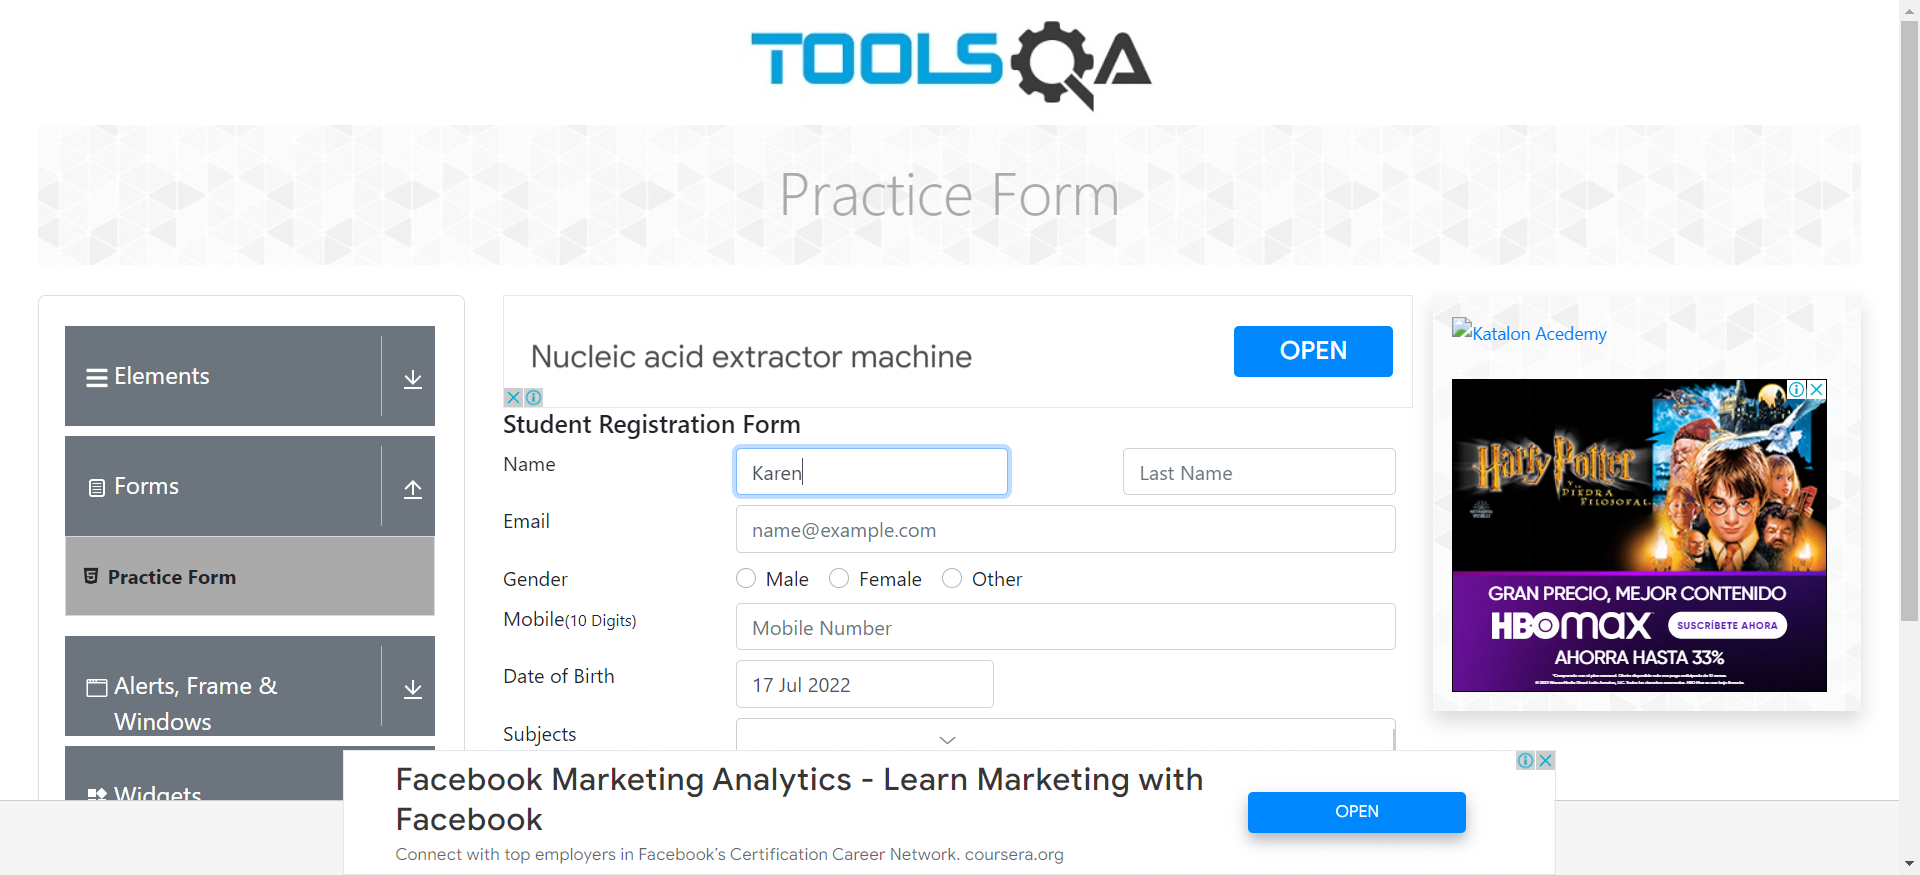 TOOLSQA
Practice Form
Elements
Forms
Practice Form
Alerts, Frame &
Windows
Widgets
Nucleic acid extractor machine
OPEN
Student Registration Form
Name
Karen
Last Name
Email
name@example.com
Gender
Male
Female
Other
Mobile(10 Digits)
Mobile Number
Date of Birth
17 Jul 2022
Subjects
Katalon Acedemy
Harry Potter
Y LA
PIEDRA
FILOSOFAL
GRAN PRECIO, MEJOR CONTENIDO
HBOmax
SUSCRÍBETE AHORA
AHORRA HASTA 33%
Facebook Marketing Analytics - Learn Marketing with
Facebook
Connect with top employers in Facebook's Certification Career Network. coursera.org
OPEN